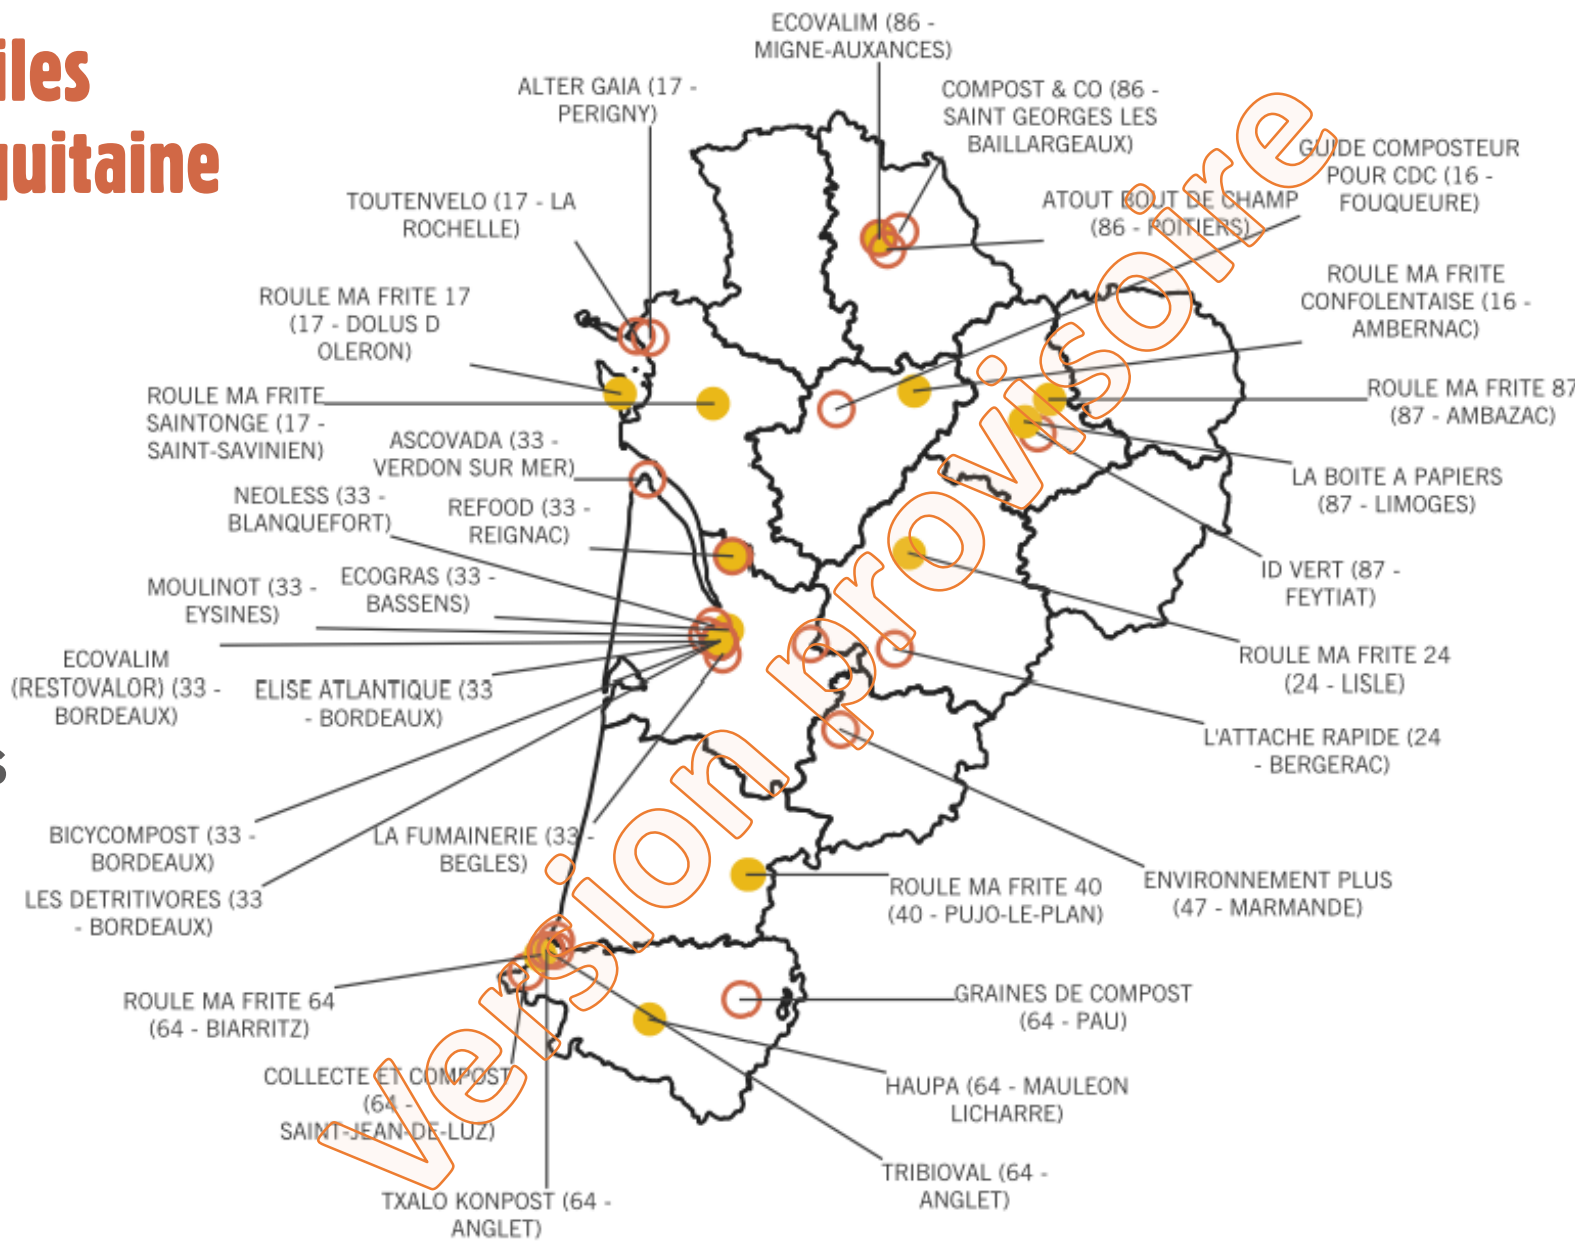 iles
quitaine
ECOVALIM (86 -
MIGNE-AUXANCES)
ALTER GAIA (17 -
PERIGNY)
COMPOST & CO (86 -
SAINT GEORGES LES
BAILLARGEAUX)
GUIDE COMPOSTEUR
POUR CDC (16 -
FOUQUEURE)
TOUTENVELO (17 - LA
ROCHELLE)
ATOUT BOUT DE CHAMP
(86 - POITIERS)
ROULE MA FRITE 17
(17 - DOLUS D
OLERON)
ROULE MA FRITE
CONFOLENTAISE (16 -
AMBERNAC)
ROULE MA FRITE
SAINTONGE (17 -
SAINT-SAVINIEN)
ROULE MA FRITE 87
(87 - AMBAZAC)
ASCOVADA (33 -
VERDON SUR MER)
LA BOITE A PAPIERS
(87 - LIMOGES)
NEOLESS (33 -
BLANQUEFORT)
REFOOD (33 -
REIGNAC)
ID VERT (87 -
FEYTIAT)
MOULINOT (33 -
EYSINES)
ECOGRAS (33 -
BASSENS)
ECOVALIM
(RESTOVALOR) (33 -
BORDEAUX)
ELISE ATLANTIQUE (33
- BORDEAUX)
ROULE MA FRITE 24
(24 - LISLE)
L'ATTACHE RAPIDE (24
- BERGERAC)
s
BICYCOMPOST (33 -
BORDEAUX)
LA FUMAINERIE (33 -
BEGLES)
LES DETRITIVORES (33
- BORDEAUX)
ROULE MA FRITE 40
(40 - PUJO-LE-PLAN)
ENVIRONNEMENT PLUS
(47 - MARMANDE)
ROULE MA FRITE 64
(64 - BIARRITZ)
GRAINES DE COMPOST
(64 - PAU)
COLLECTE ET COMPOST
(64 -
SAINT-JEAN-DE-LUZ)
HAUPA (64 - MAULEON
LICHARRE)
TRIBIOVAL (64 -
ANGLET)
TXALO KONPOST (64 -
ANGLET)
Version provisoire